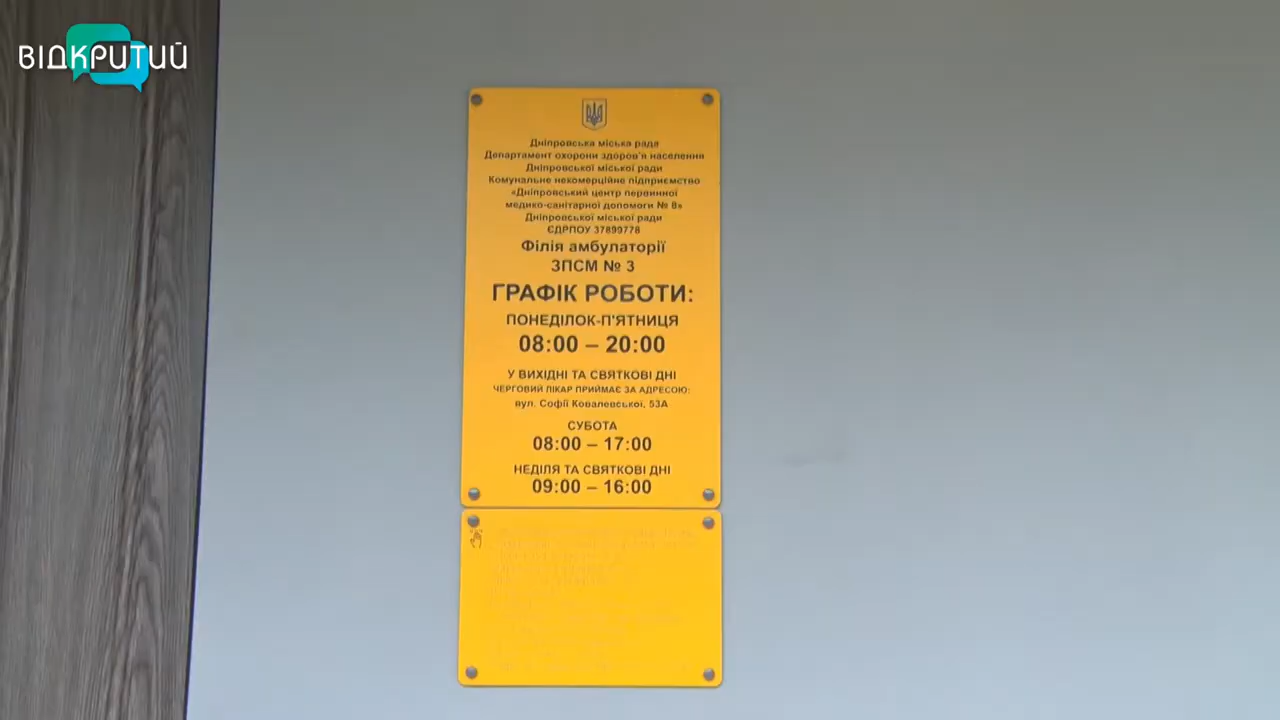 ВІДКРИТИЙ
Дніпровська міська рада
Департамент охорони здоров'я населення
Дніпровської міської ради
Комунальне некомерційне підприємство
«Дніпровський центр первинної
медико-санітарної допомоги № 8»
Дніпровської міської ради
ЄДРПОУ 37899778
Філія амбулаторії
ЗПСМ № 3
ГРАФІК РОБОТИ:
ПОНЕДІЛОК-П'ЯТНИЦЯ
08:00 – 20:00
У ВИХІДНІ ТА СВЯТКОВІ ДНІ
ЧЕРГОВИЙ ЛІКАР ПРИЙМАЄ ЗА АДРЕСОЮ:
вул. Софії Ковалевської, 53А
СУБОТА
08:00 – 17:00
НЕДІЛЯ ТА СВЯТКОВІ ДНІ
09:00 – 16:00